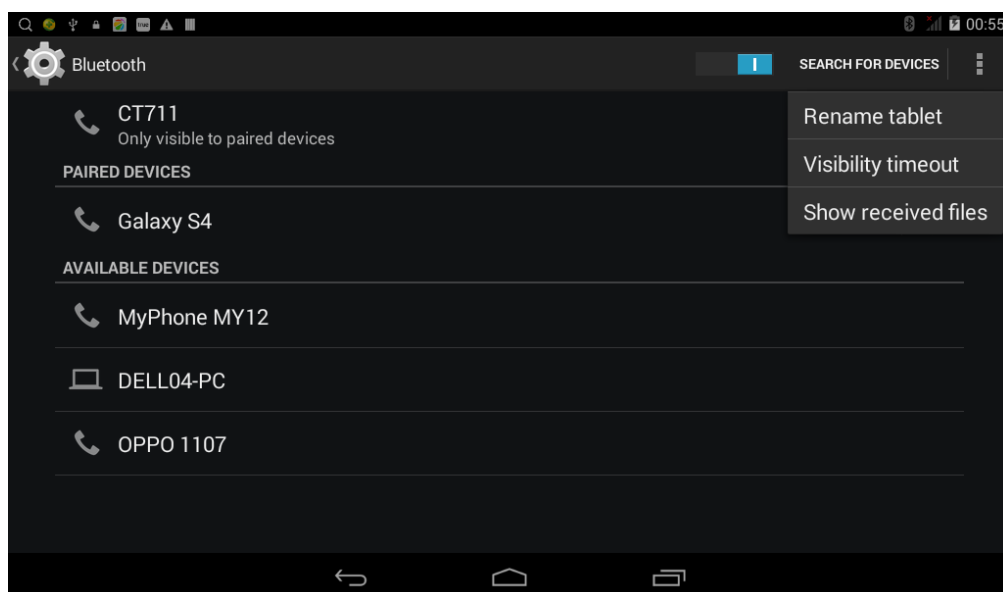 00:55
Bluetooth
SEARCH FOR DEVICES
CT711
Only visible to paired devices
Rename tablet
Visibility timeout
Show received files
PAIRED DEVICES
Galaxy S4
AVAILABLE DEVICES
MyPhone MY12
DELL04-PC
OPPO 1107